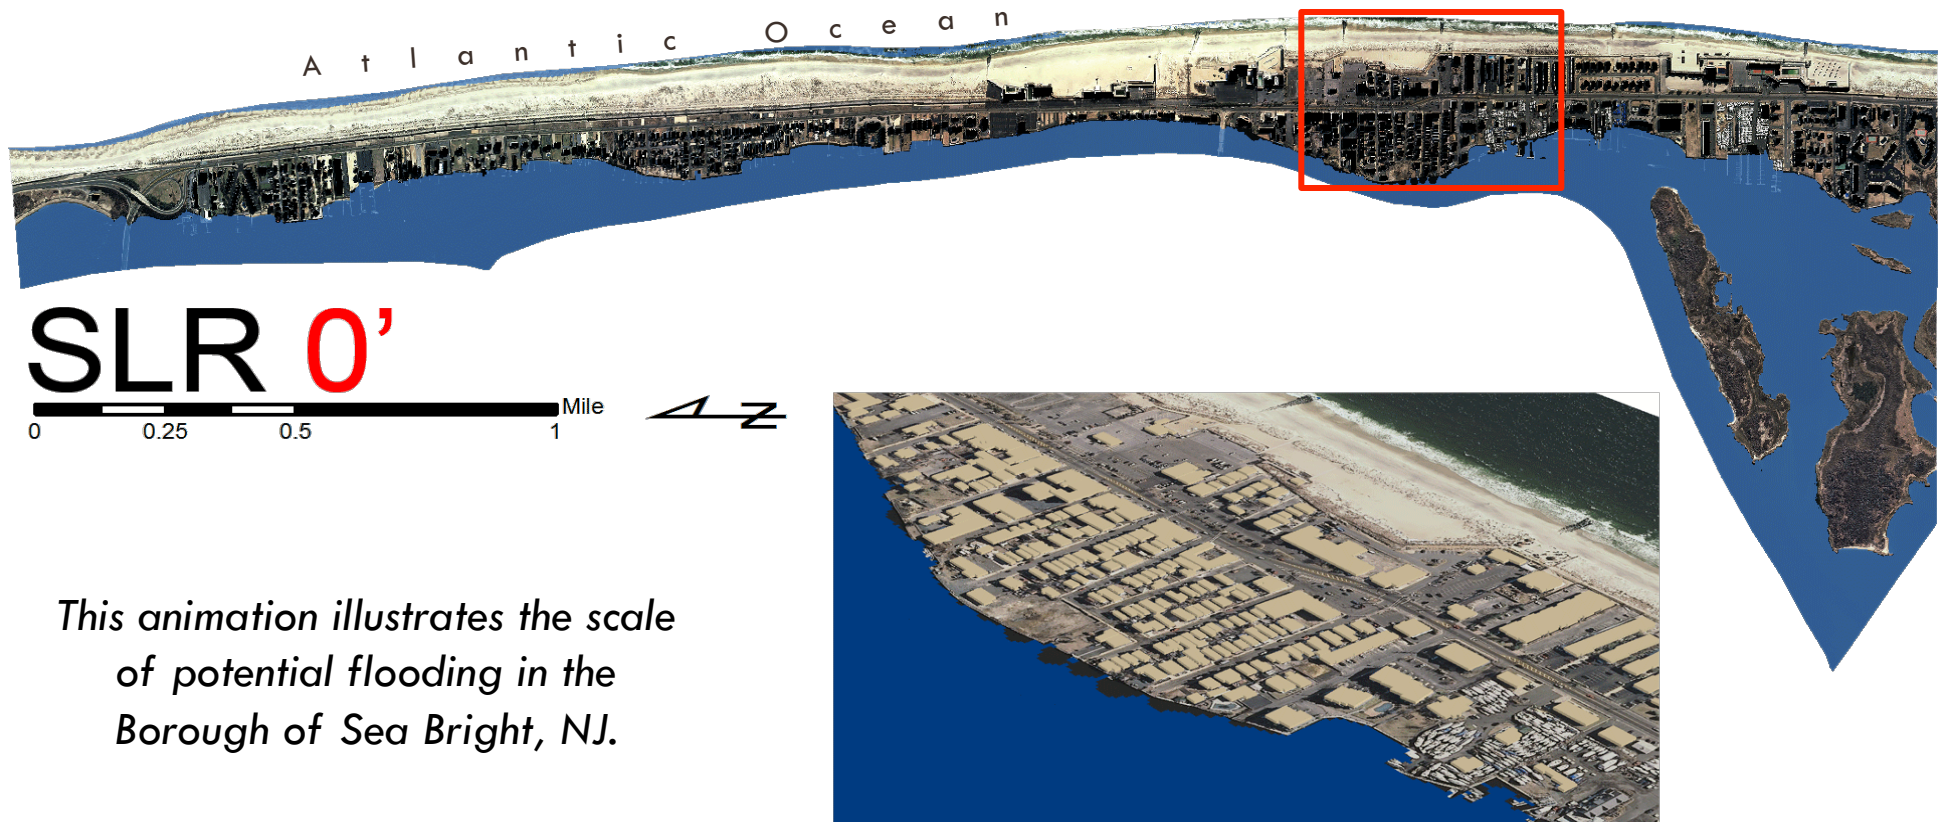 Atlantic Ocean
SLR 0’
Mile
0 0.25 0.5 1
N
This animation illustrates the scale
of potential flooding in the
Borough of Sea Bright, NJ.